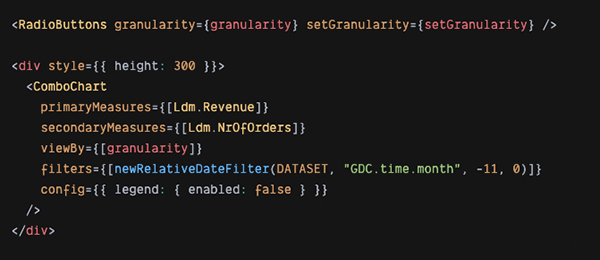 <RadioButtons granularity={granularity} setGranularity={setGranularity} />
<div style={{ height: 300 }}>
<ComboChart
primaryMeasures={[Ldm.Revenue]}
secondaryMeasures={[Ldm.NrOfOrders]}
viewBy={[granularity]}
filters={[newRelativeDateFilter(DATASET, "GDC.time.month", -11, 0)]}
config={{ legend: { enabled: false } }}
/>
</div>